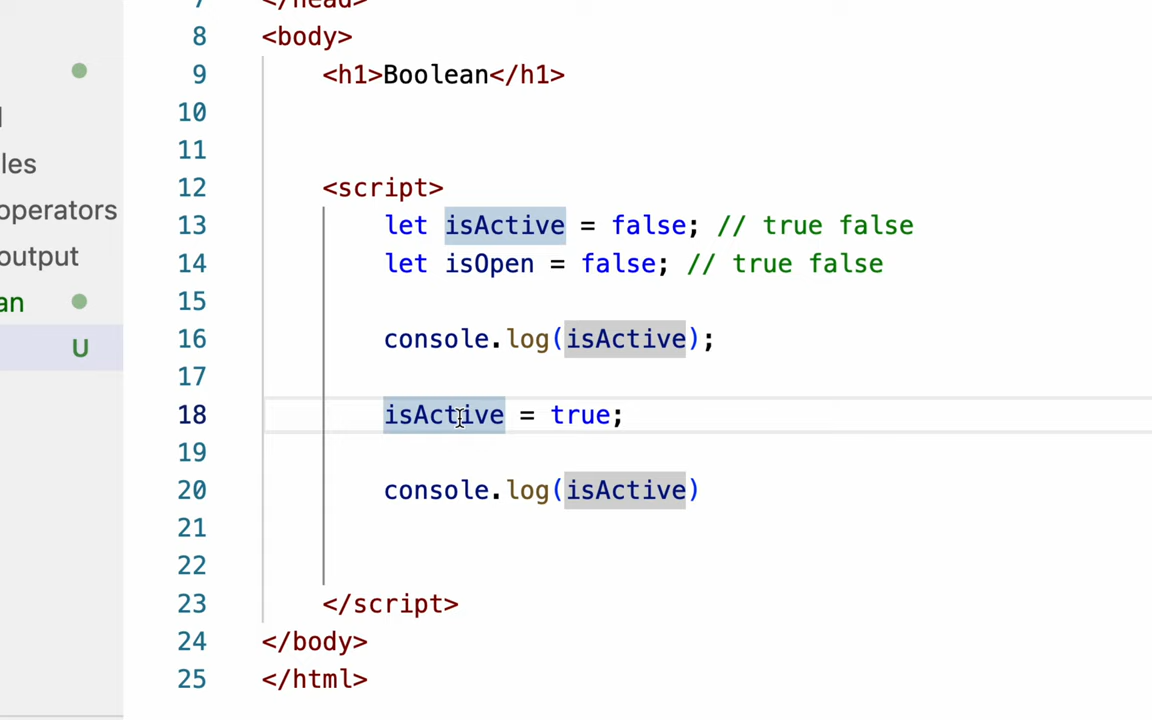 7 </head>
8 <body>
9 <h1>Boolean</h1>
10
11
les
12 <script>
operators
13 let isActive = false; // true false
output
14 let isOpen = false; // true false
an
15
16 console.log(isActive);
U
17
18 isActive = true;
19
20 console.log(isActive)
21
22
23 </script>
24 </body>
25 </html>